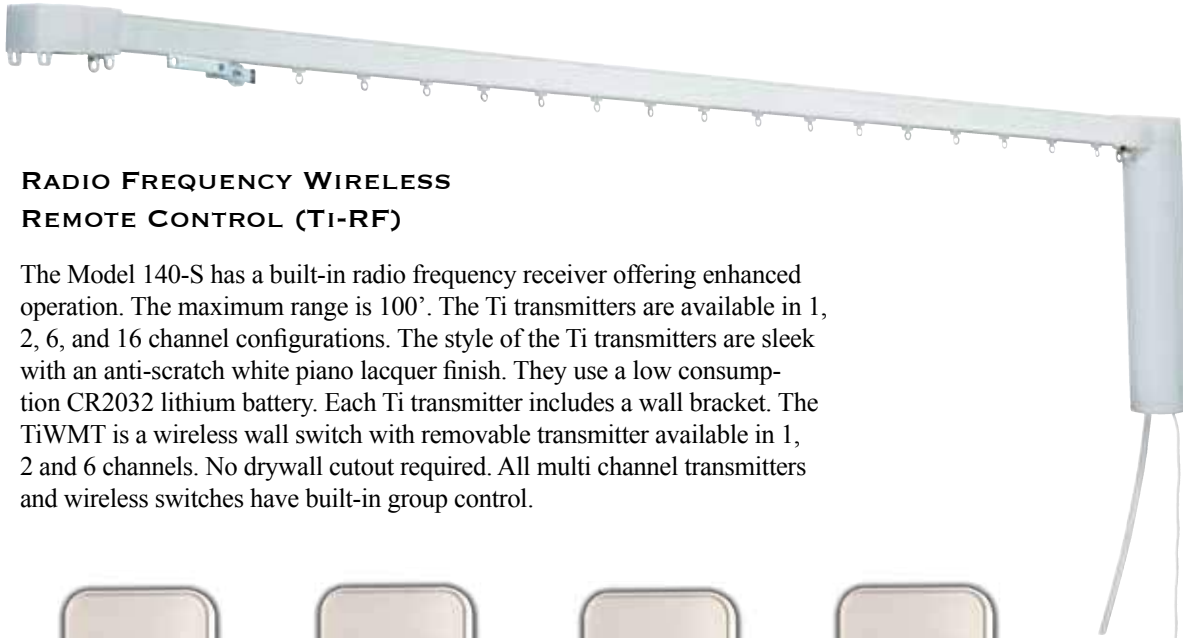 RADIO FREQUENCY WIRELESS
REMOTE CONTROL (TI-RF)
The Model 140-S has a built-in radio frequency receiver offering enhanced
operation. The maximum range is 100’. The Ti transmitters are available in 1,
2, 6, and 16 channel configurations. The style of the Ti transmitters are sleek
with an anti-scratch white piano lacquer finish. They use a low consump-
tion CR2032 lithium battery. Each Ti transmitter includes a wall bracket. The
TiWMT is a wireless wall switch with removable transmitter available in 1,
2 and 6 channels. No drywall cutout required. All multi channel transmitters
and wireless switches have built-in group control.